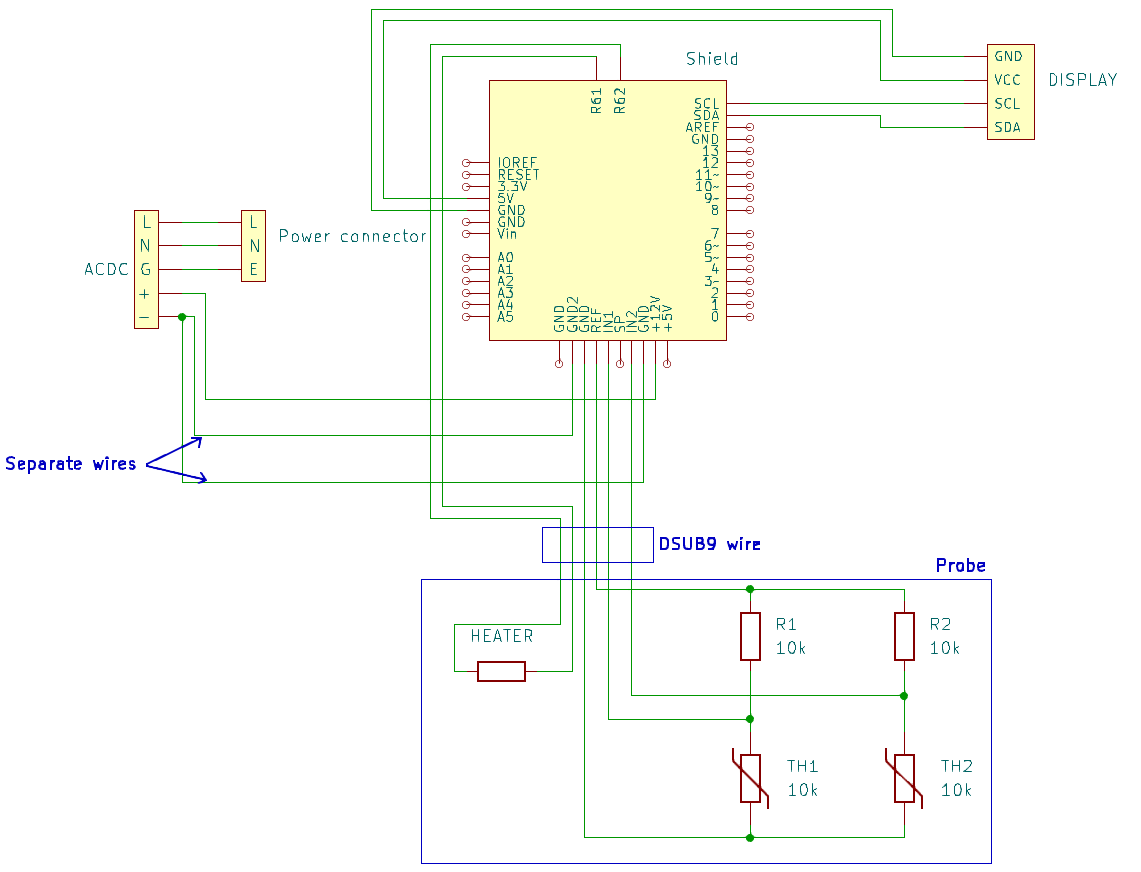 Shield
GND
VCC
SCL
SDA
DISPLAY
R61
R62
SCL
SDA
AREF
GND
13
12
11~
10~
9~
8
7
6~
5~
4
3~
2
1
0
IOREF
RESET
3.3V
5V
GND
GND
Vin
A0
A1
A2
A3
A4
A5
GND
GND2
GND
REF
IN1
SP
IN2
GND
+12V
+5V
L
N
G
+
−
ACDC
L
N
E
Power connector
Separate wires
DSUB9 wire
Probe
HEATER
R1
10k
R2
10k
TH1
10k
TH2
10k